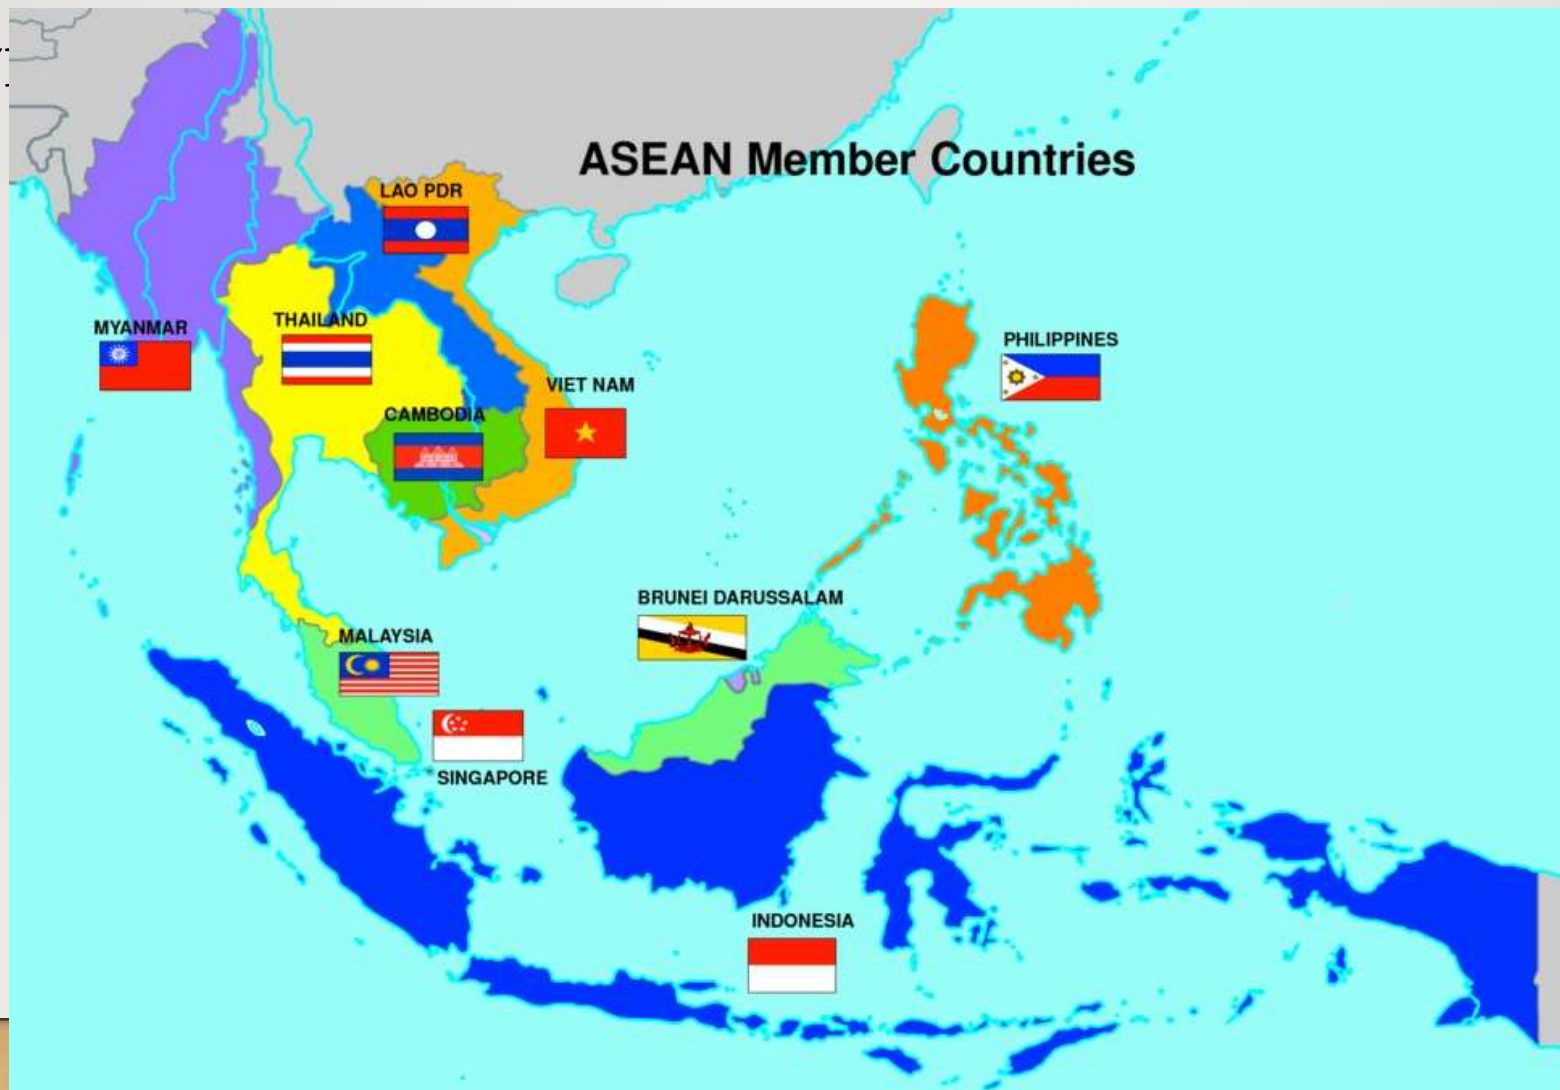 ASEAN Member Countries
LAO PDR
MYANMAR
THAILAND
PHILIPPINES
VIET NAM
CAMBODIA
BRUNEI DARUSSALAM
MALAYSIA
SINGAPORE
INDONESIA